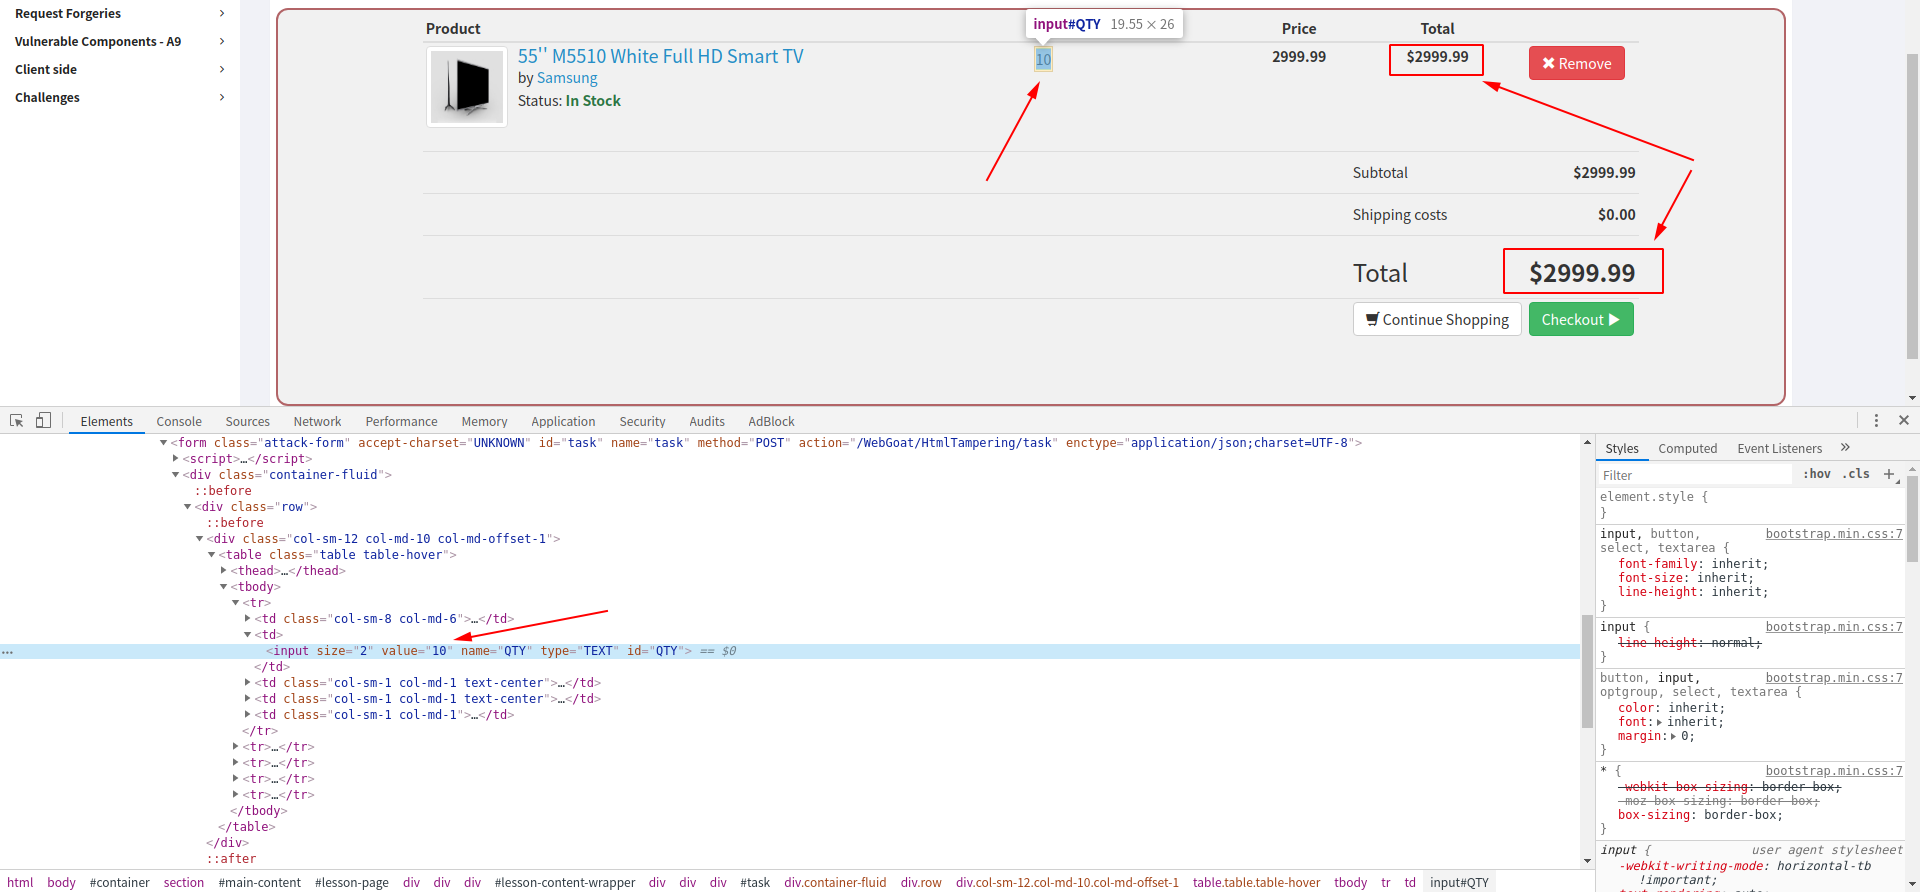 Request Forgeries
Vulnerable Components - A9
Client side
Challenges
input#QTY 19.55 × 26
Product Price Total
55'' M5510 White Full HD Smart TV 10 2999.99 $2999.99 Remove
by Samsung
Status: In Stock
Subtotal $2999.99
Shipping costs $0.00
Total $2999.99
Continue Shopping Checkout
Elements Console Sources Network Performance Memory Application Security Audits AdBlock
<form class="attack-form" accept-charset="UNKNOWN" id="task" name="task" method="POST" action="/WebGoat/HtmlTampering/task" enctype="application/json;charset=UTF-8">
<script>…</script>
<div class="container-fluid">
::before
<div class="row">
::before
<div class="col-sm-12 col-md-10 col-md-offset-1">
<table class="table table-hover">
<thead>…</thead>
<tbody>
<tr>
<td class="col-sm-8 col-md-6">…</td>
<td>
… <input size="2" value="10" name="QTY" type="TEXT" id="QTY"> == $0
</td>
<td class="col-sm-1 col-md-1 text-center">…</td>
<td class="col-sm-1 col-md-1 text-center">…</td>
<td class="col-sm-1 col-md-1">…</td>
</tr>
<tr>…</tr>
<tr>…</tr>
<tr>…</tr>
<tr>…</tr>
</tbody>
</table>
</div>
::after
html body #container section #main-content #lesson-page div div div #lesson-content-wrapper div div div #task div.container-fluid div.row div.col-sm-12.col-md-10.col-md-offset-1 table.table.table-hover tbody tr td input#QTY
Styles Computed Event Listeners »
Filter :hov .cls +
element.style {
}
input, button, bootstrap.min.css:7
select, textarea {
font-family: inherit;
font-size: inherit;
line-height: inherit;
}
input { bootstrap.min.css:7
line-height: normal;
}
button, input, bootstrap.min.css:7
optgroup, select, textarea {
color: inherit;
font: inherit;
margin: 0;
}
* { bootstrap.min.css:7
-webkit-box-sizing: border-box;
-moz-box-sizing: border-box;
box-sizing: border-box;
}
input { user agent stylesheet
-webkit-writing-mode: horizontal-tb
!important;